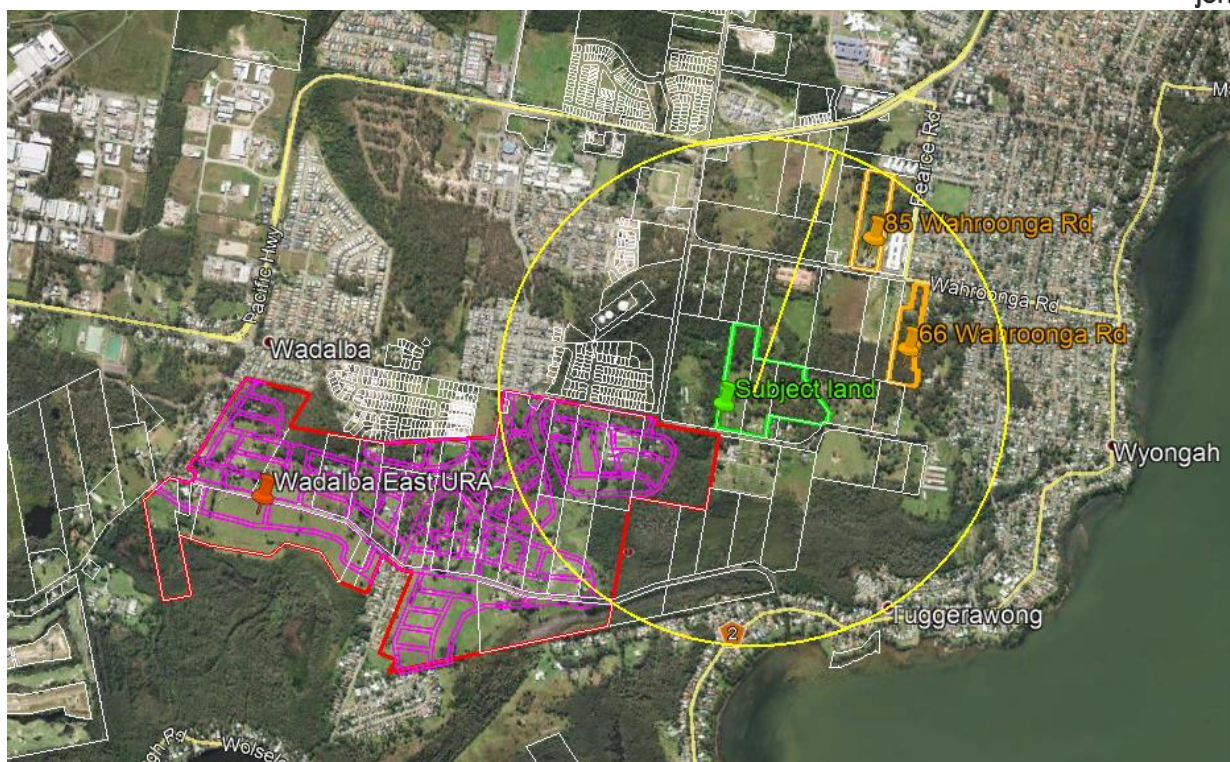 Pearce Rd
85 Wahroonga Rd
Pacific Hwy
Wahroonga Rd
66 Wahroonga Rd
Wadalba
Subject land
Wyongah
Wadalba East URA
Tuggerawong
2